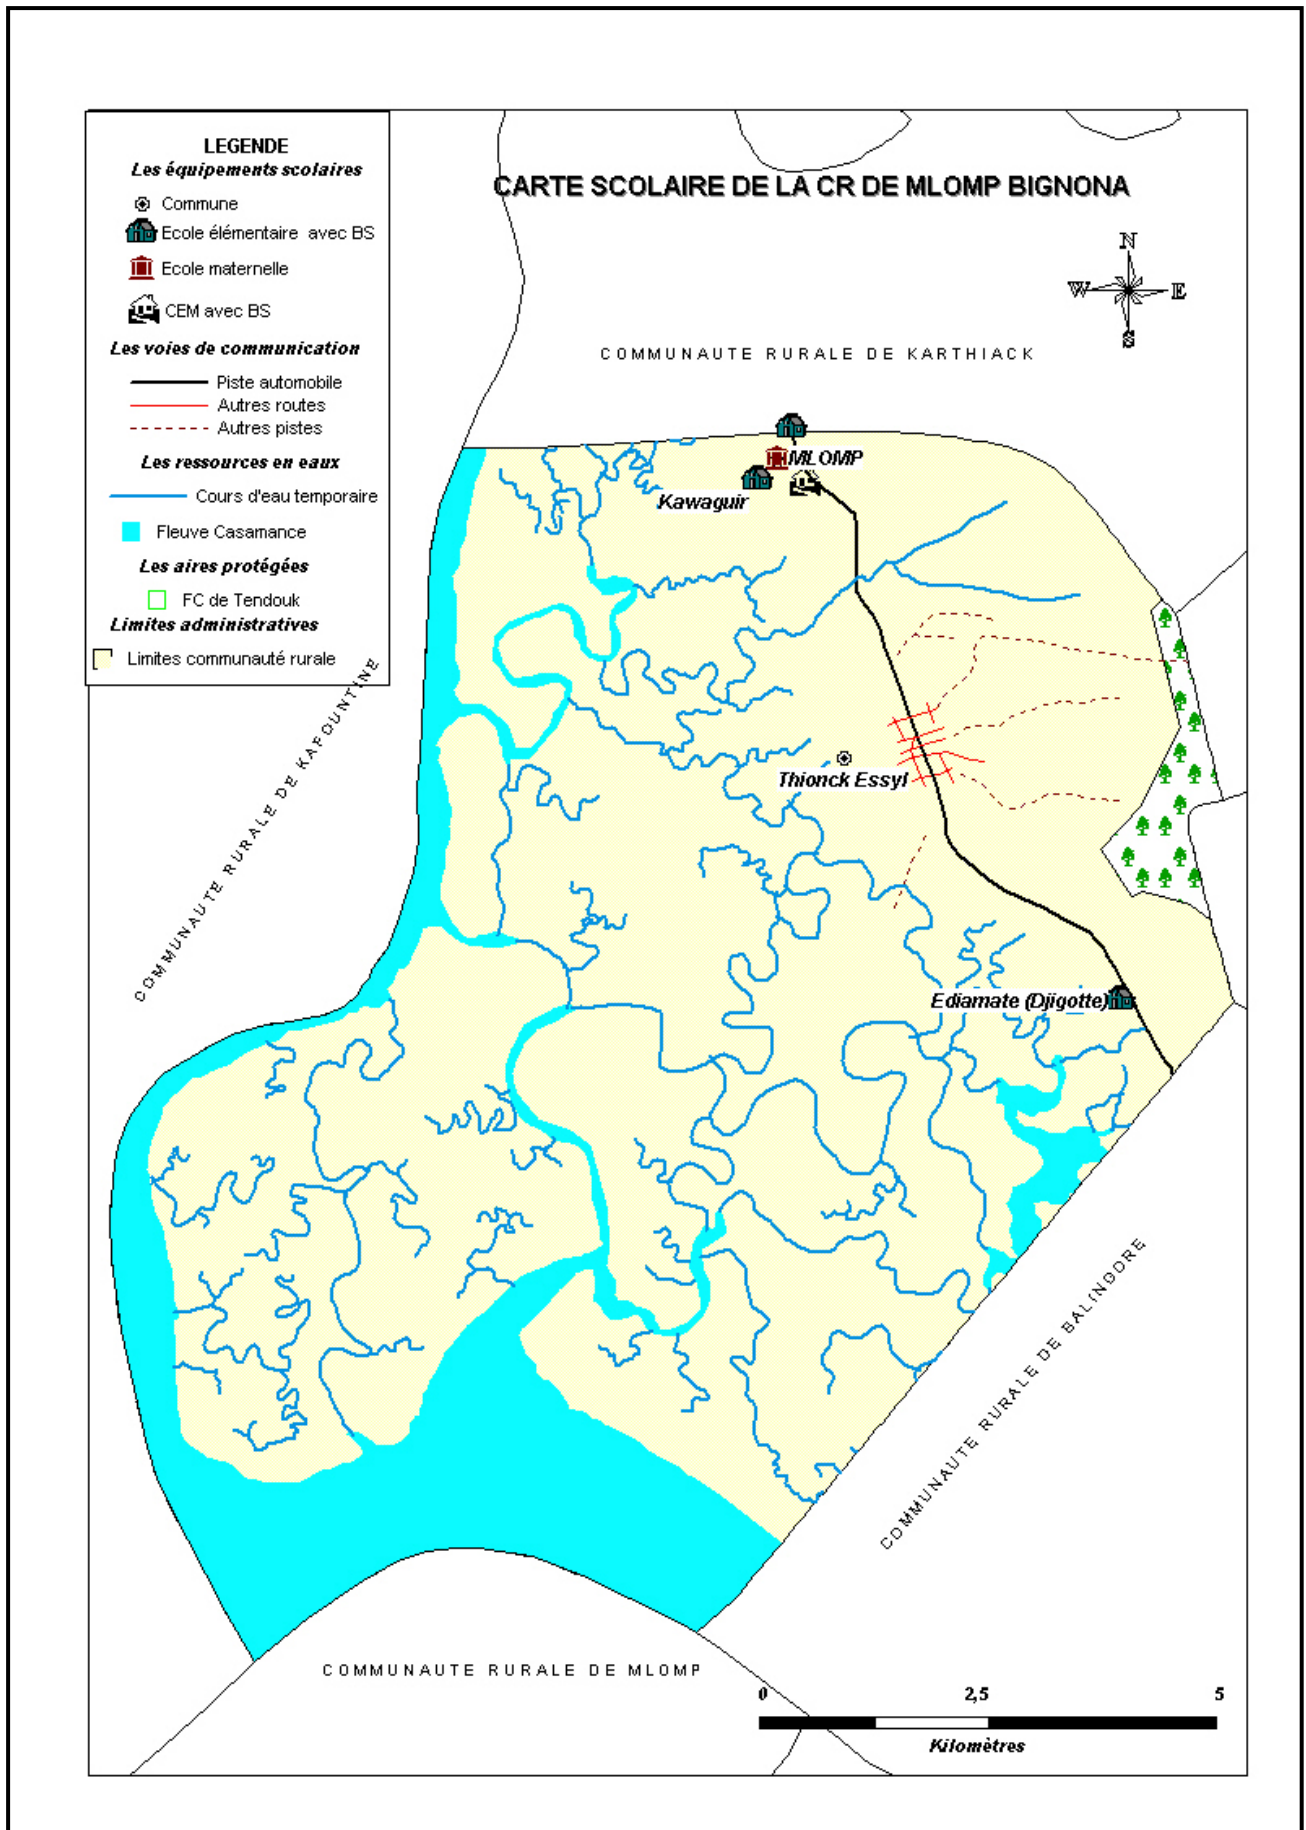 LEGENDE
Les équipements scolaires
Commune
Ecole élémentaire avec BS
Ecole maternelle
CEM avec BS
Les voies de communication
Piste automobile
Autres routes
Autres pistes
Les ressources en eaux
Cours d'eau temporaire
Fleuve Casamance
Les aires protégées
FC de Tendouk
Limites administratives
Limites communauté rurale
CARTE SCOLAIRE DE LA CR DE MLOMP BIGNONA
N
W E
S
COMMUNAUTE RURALE DE KARTHIACK
MLOMP
Kawaguir
COMMUNAUTE RURALE DE KAFOUNTINE
Thionck Essyl
Ediamate (Djigotte)
COMMUNAUTE RURALE DE BALINGORE
COMMUNAUTE RURALE DE MLOMP
0 2,5 5
Kilomètres